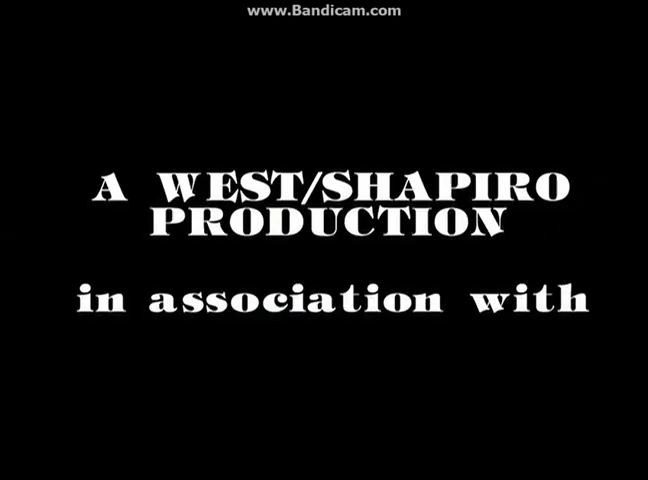 www.Bandicam.com
A WEST/SHAPIRO
PRODUCTION
in association with